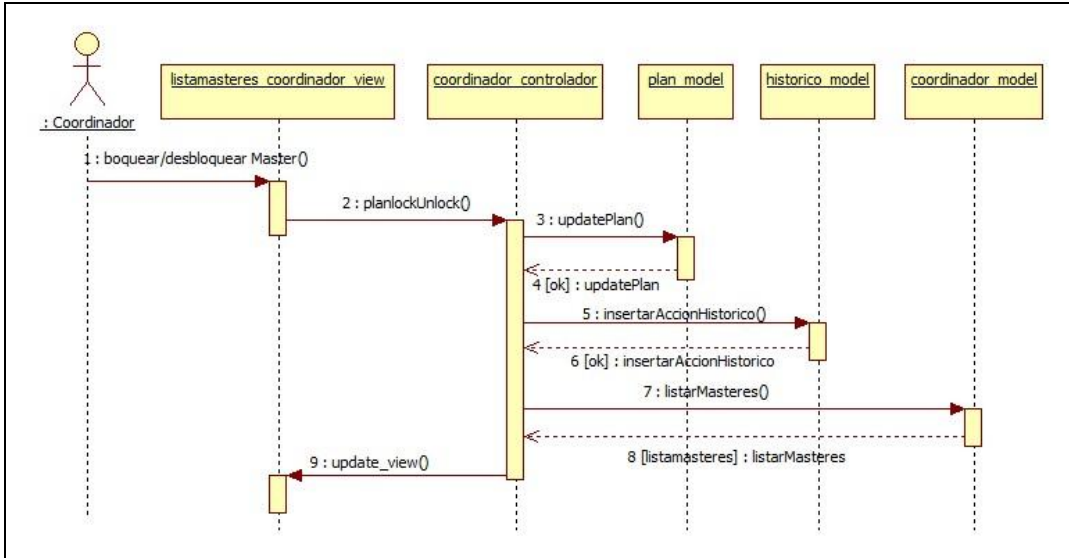 listamasteres_coordinador_view
coordinador_controlador
plan_model
historico_model
coordinador_model
: Coordinador
1 : boquear/desbloquear Master()
2 : planlockUnlock()
3 : updatePlan()
4 [ok] : updatePlan
5 : insertarAccionHistorico()
6 [ok] : insertarAccionHistorico
7 : listarMasteres()
8 [listamasteres] : listarMasteres
9 : update_view()